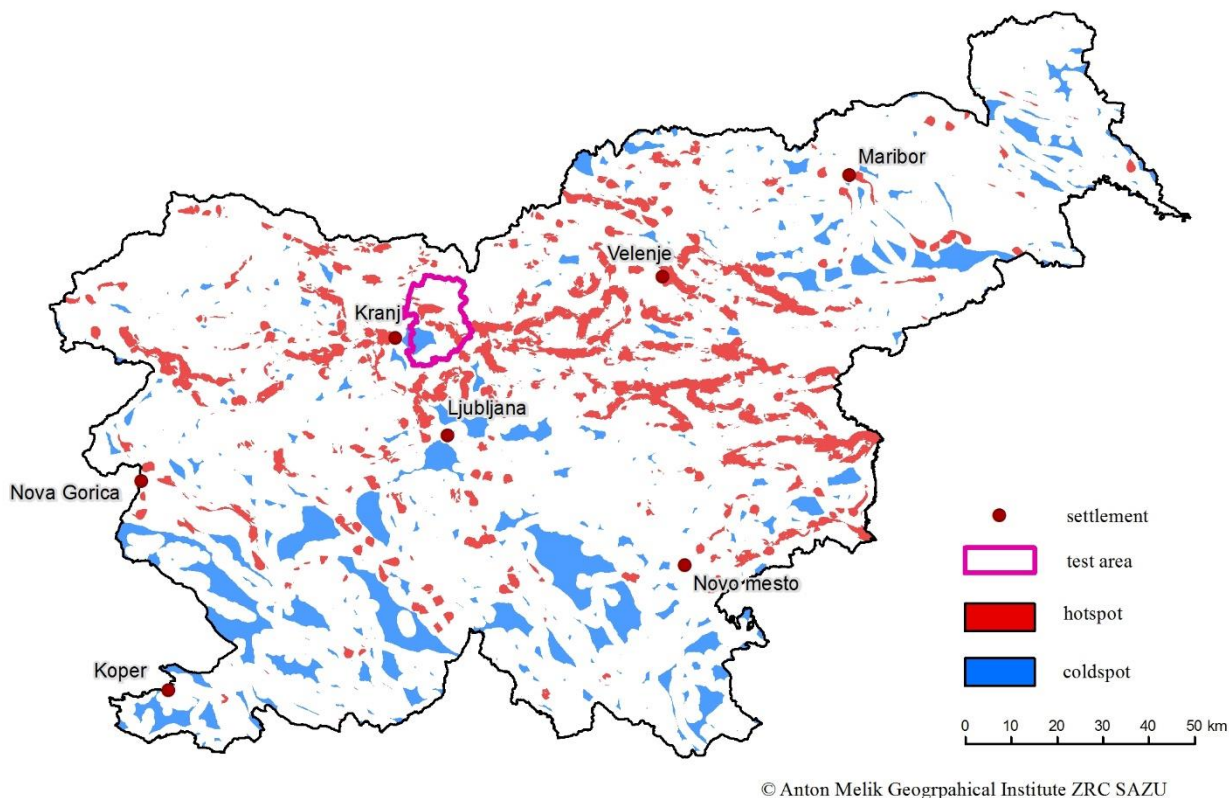 Maribor
Velenje
Kranj
Ljubljana
Nova Gorica
Novo mesto
Koper
settlement
test area
hotspot
coldspot
0 10 20 30 40 50 km
© Anton Melik Geogrpahical Institute ZRC SAZU